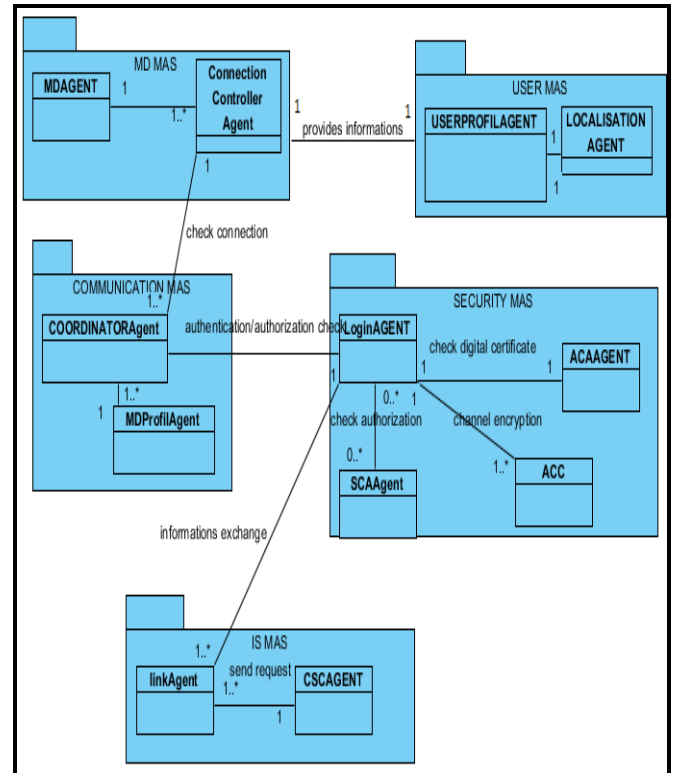 MD MAS
MDAGENT
1
1..*
Connection
Controller
Agent
1
1
provides informations
1
USER MAS
USERPROFILAGENT
1
1
LOCALISATION
AGENT
check connection
COMMUNICATION MAS
1..*
COORDINATORAgent
1..*
1
MDProfilAgent
authentication/authorization check
SECURITY MAS
LoginAGENT
1
check digital certificate
1
1
ACAAGENT
0..*
1
check authorization
channel encryption
0..*
1..*
SCAAgent
ACC
informations exchange
IS MAS
1..*
linkAgent
send request
1..*
1
CSCAGENT